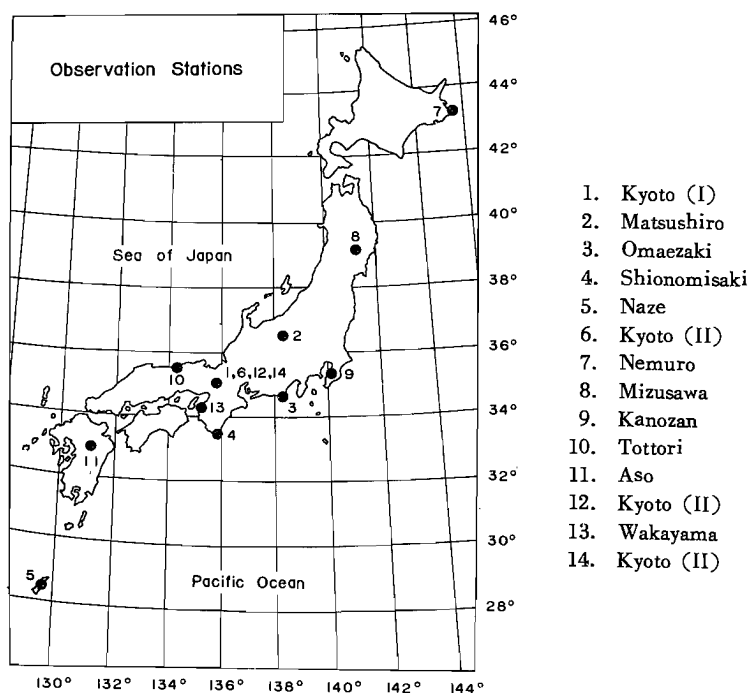 Observation Stations
46°
44°
42°
40°
38°
36°
34°
32°
30°
28°
130° 132° 134° 136° 138° 140° 142° 144°
Sea of Japan
Pacific Ocean
7
8
2
1,6,12,14
10
9
13
3
4
11
5
1. Kyoto (I)
2. Matsushiro
3. Omaezaki
4. Shionomisaki
5. Naze
6. Kyoto (II)
7. Nemuro
8. Mizusawa
9. Kanozan
10. Tottori
11. Aso
12. Kyoto (II)
13. Wakayama
14. Kyoto (II)